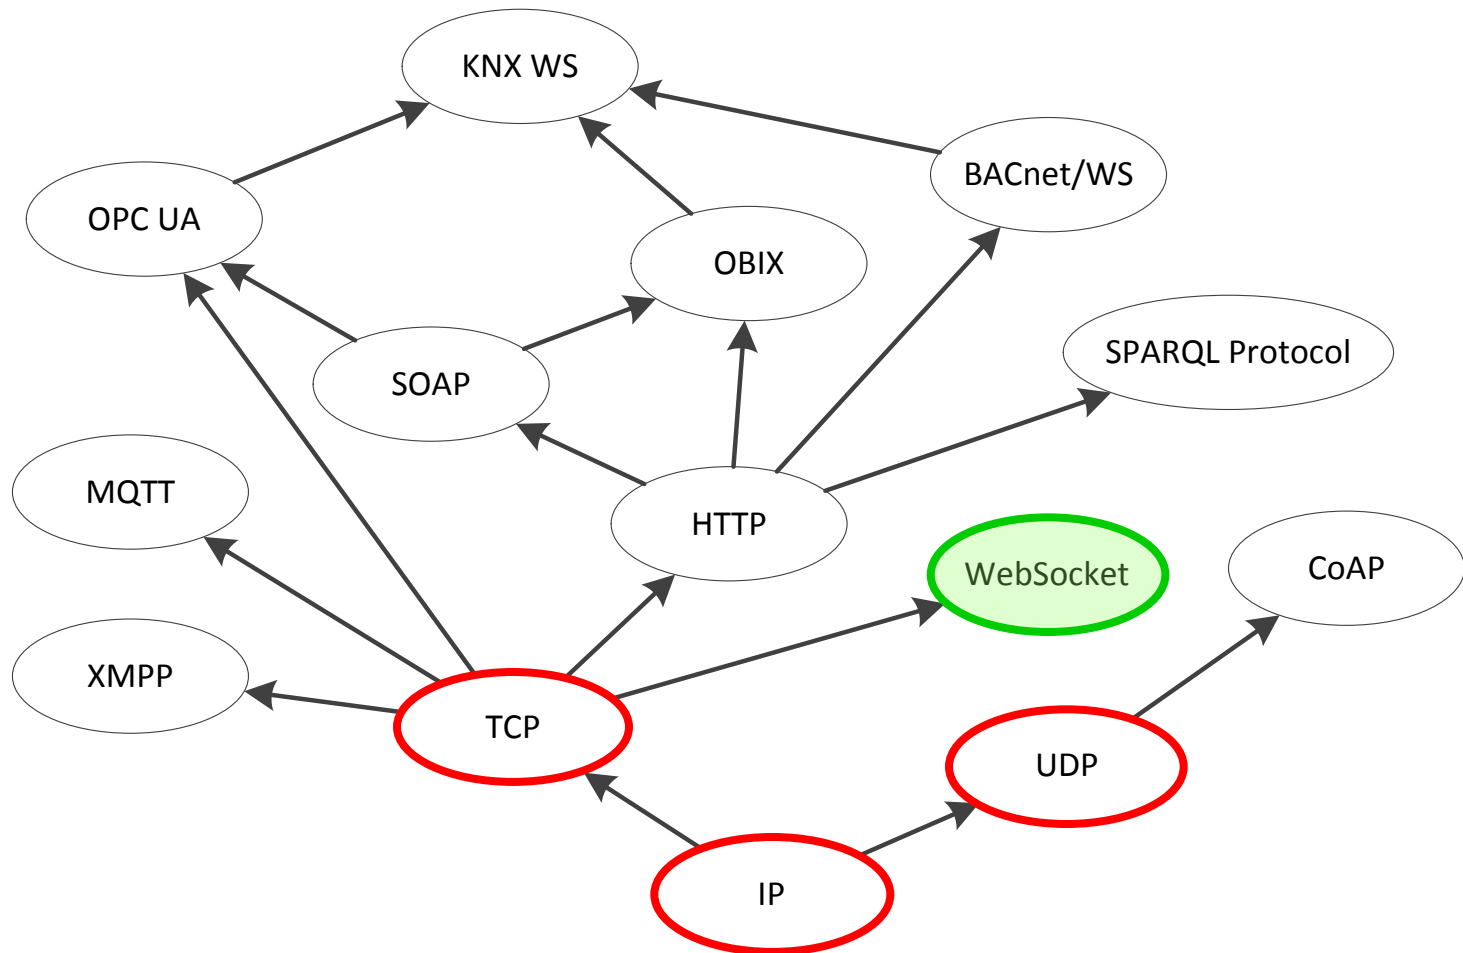 KNX WS
BACnet/WS
OPC UA
OBIX
SPARQL Protocol
SOAP
MQTT
HTTP
WebSocket
CoAP
XMPP
TCP
UDP
IP